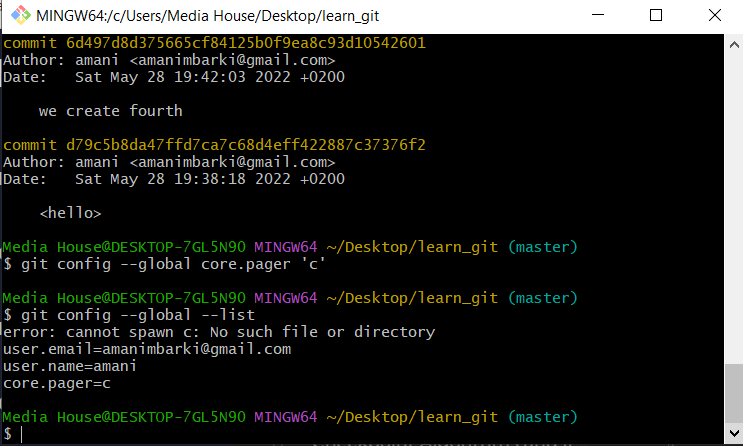 MINGW64:/c/Users/Media House/Desktop/learn_git
commit 6d497d8d375665cf84125b0f9ea8c93d10542601
Author: amani <amanimbarki@gmail.com>
Date:   Sat May 28 19:42:03 2022 +0200
    we create fourth
commit d79c5b8da47ffd7ca7c68d4eff422887c37376f2
Author: amani <amanimbarki@gmail.com>
Date:   Sat May 28 19:38:18 2022 +0200
    <hello>
Media House@DESKTOP-7GL5N9O MINGW64 ~/Desktop/learn_git (master)
$ git config --global core.pager 'c'
Media House@DESKTOP-7GL5N9O MINGW64 ~/Desktop/learn_git (master)
$ git config --global --list
error: cannot spawn c: No such file or directory
user.email=amanimbarki@gmail.com
user.name=amani
core.pager=c
Media House@DESKTOP-7GL5N9O MINGW64 ~/Desktop/learn_git (master)
$